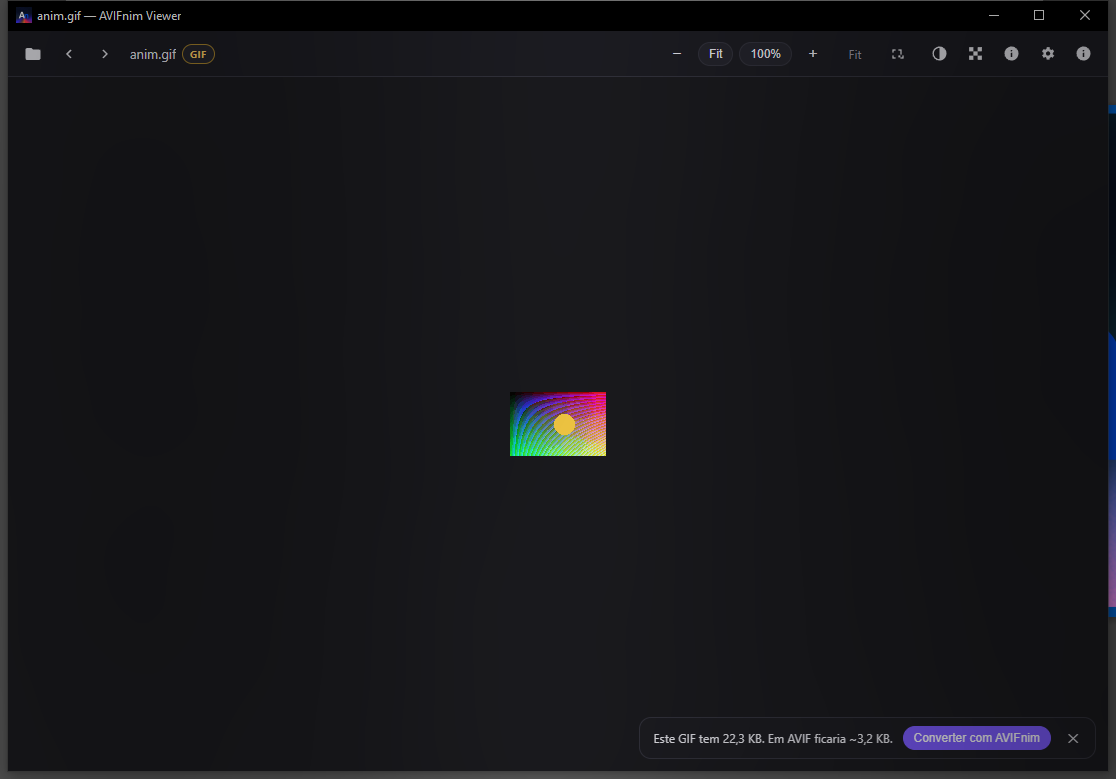 anim.gif — AVIFnim Viewer
anim.gif GIF − Fit 100% + Fit
Este GIF tem 22,3 KB. Em AVIF ficaria ~3,2 KB. Converter com AVIFnim